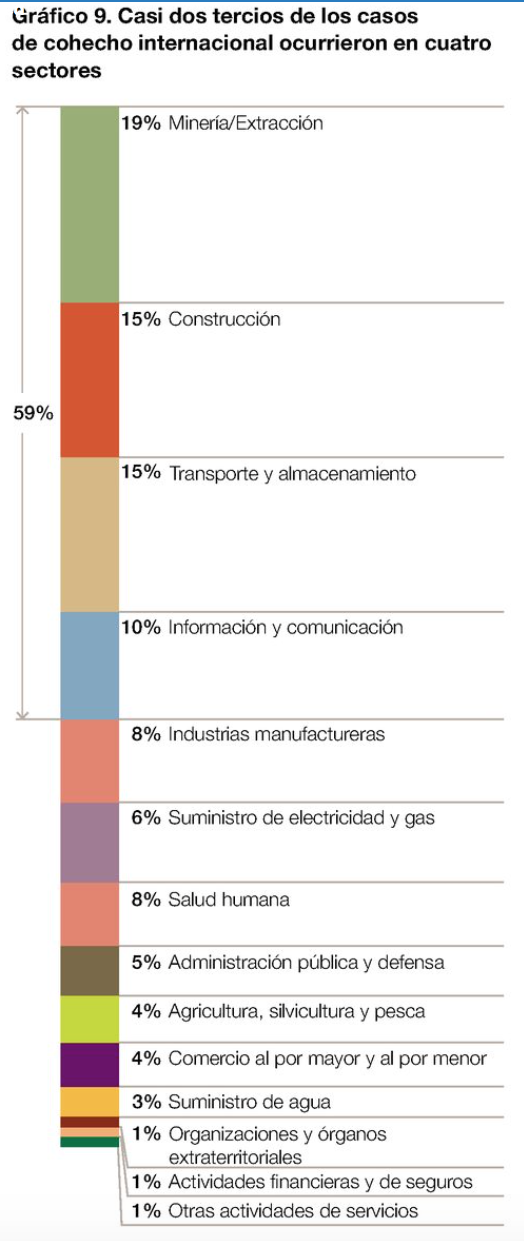 Gráfico 9. Casi dos tercios de los casos
de cohecho internacional ocurrieron en cuatro
sectores
19% Minería/Extracción
15% Construcción
59%
15% Transporte y almacenamiento
10% Información y comunicación
8% Industrias manufactureras
6% Suministro de electricidad y gas
8% Salud humana
5% Administración pública y defensa
4% Agricultura, silvicultura y pesca
4% Comercio al por mayor y al por menor
3% Suministro de agua
1% Organizaciones y órganos
extraterritoriales
1% Actividades financieras y de seguros
1% Otras actividades de servicios